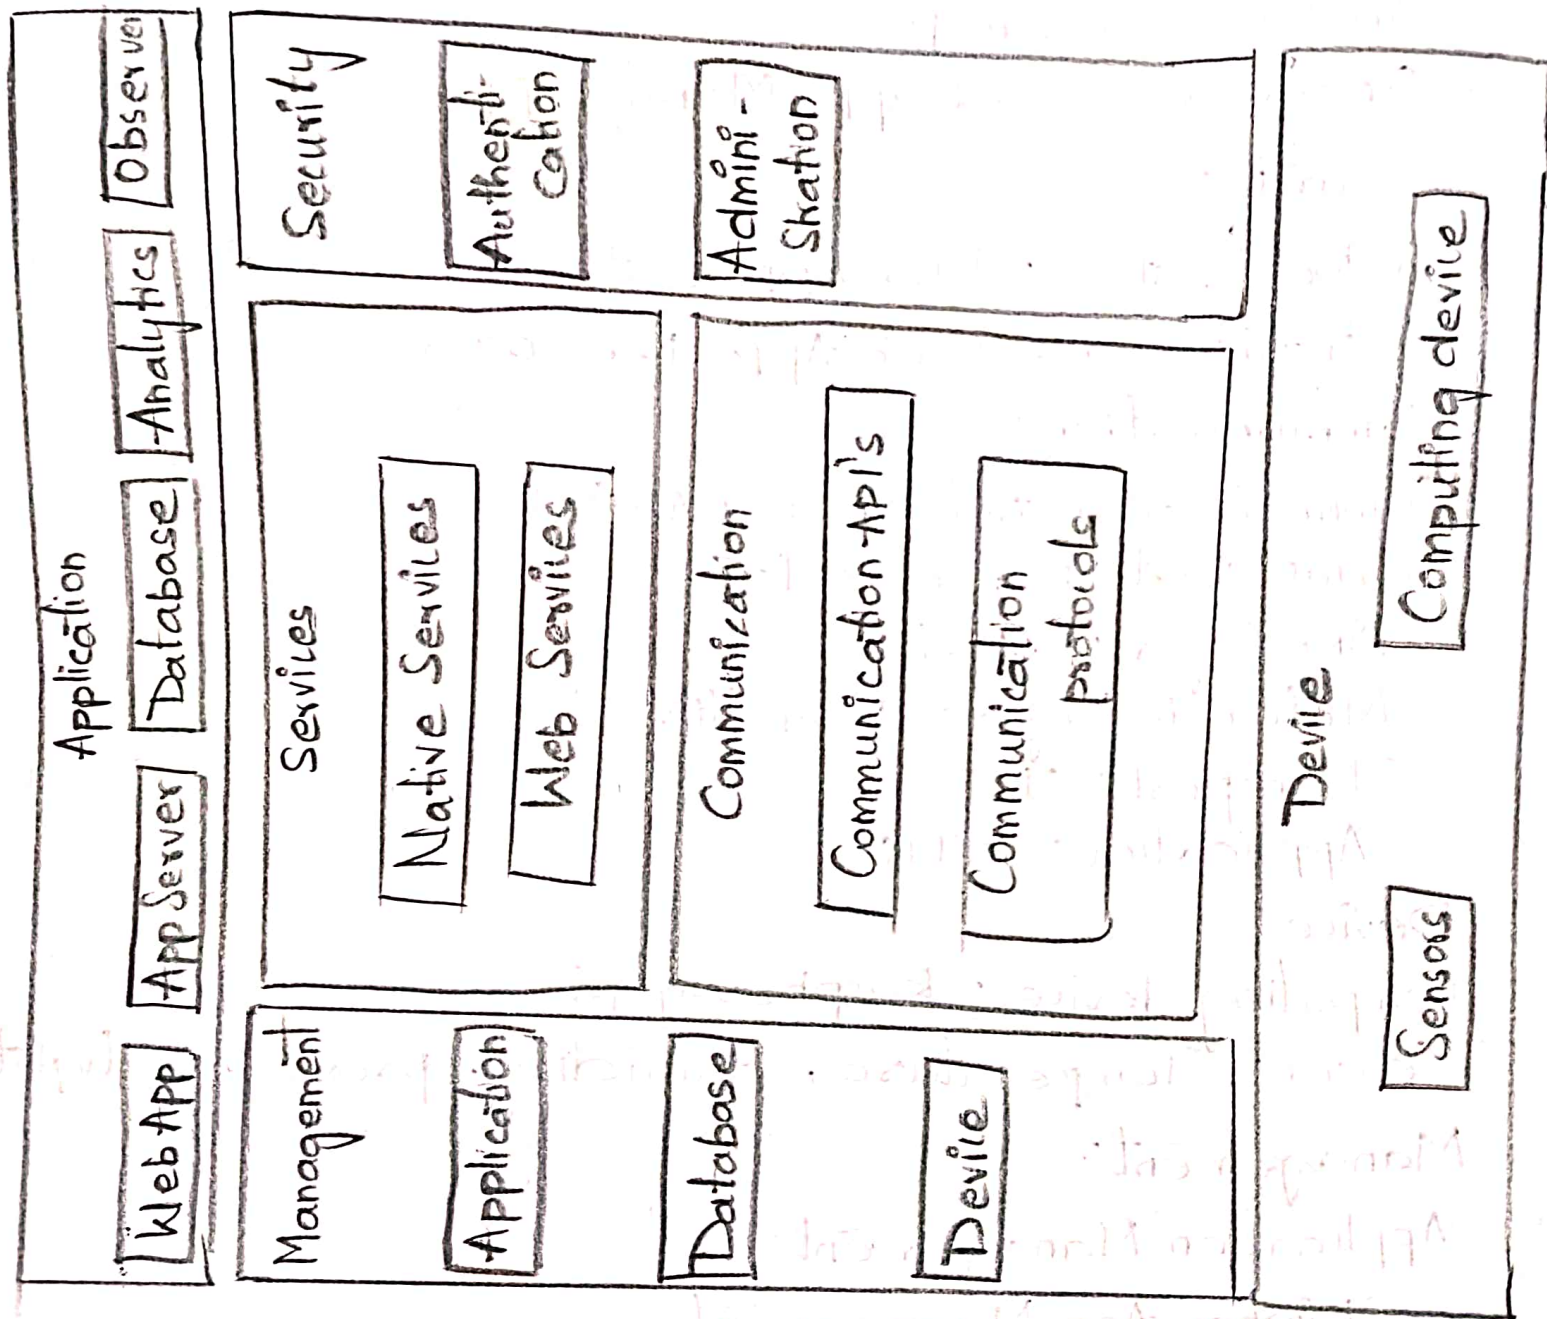 Application
Web App
App Server
Database
Analytics
Observer
Management
Application
Database
Device
Services
Native Services
Web Services
Communication
Communication API's
Communication
protocols
Security
Authenti-
cation
Admini-
stration
Device
Sensors
Computing device